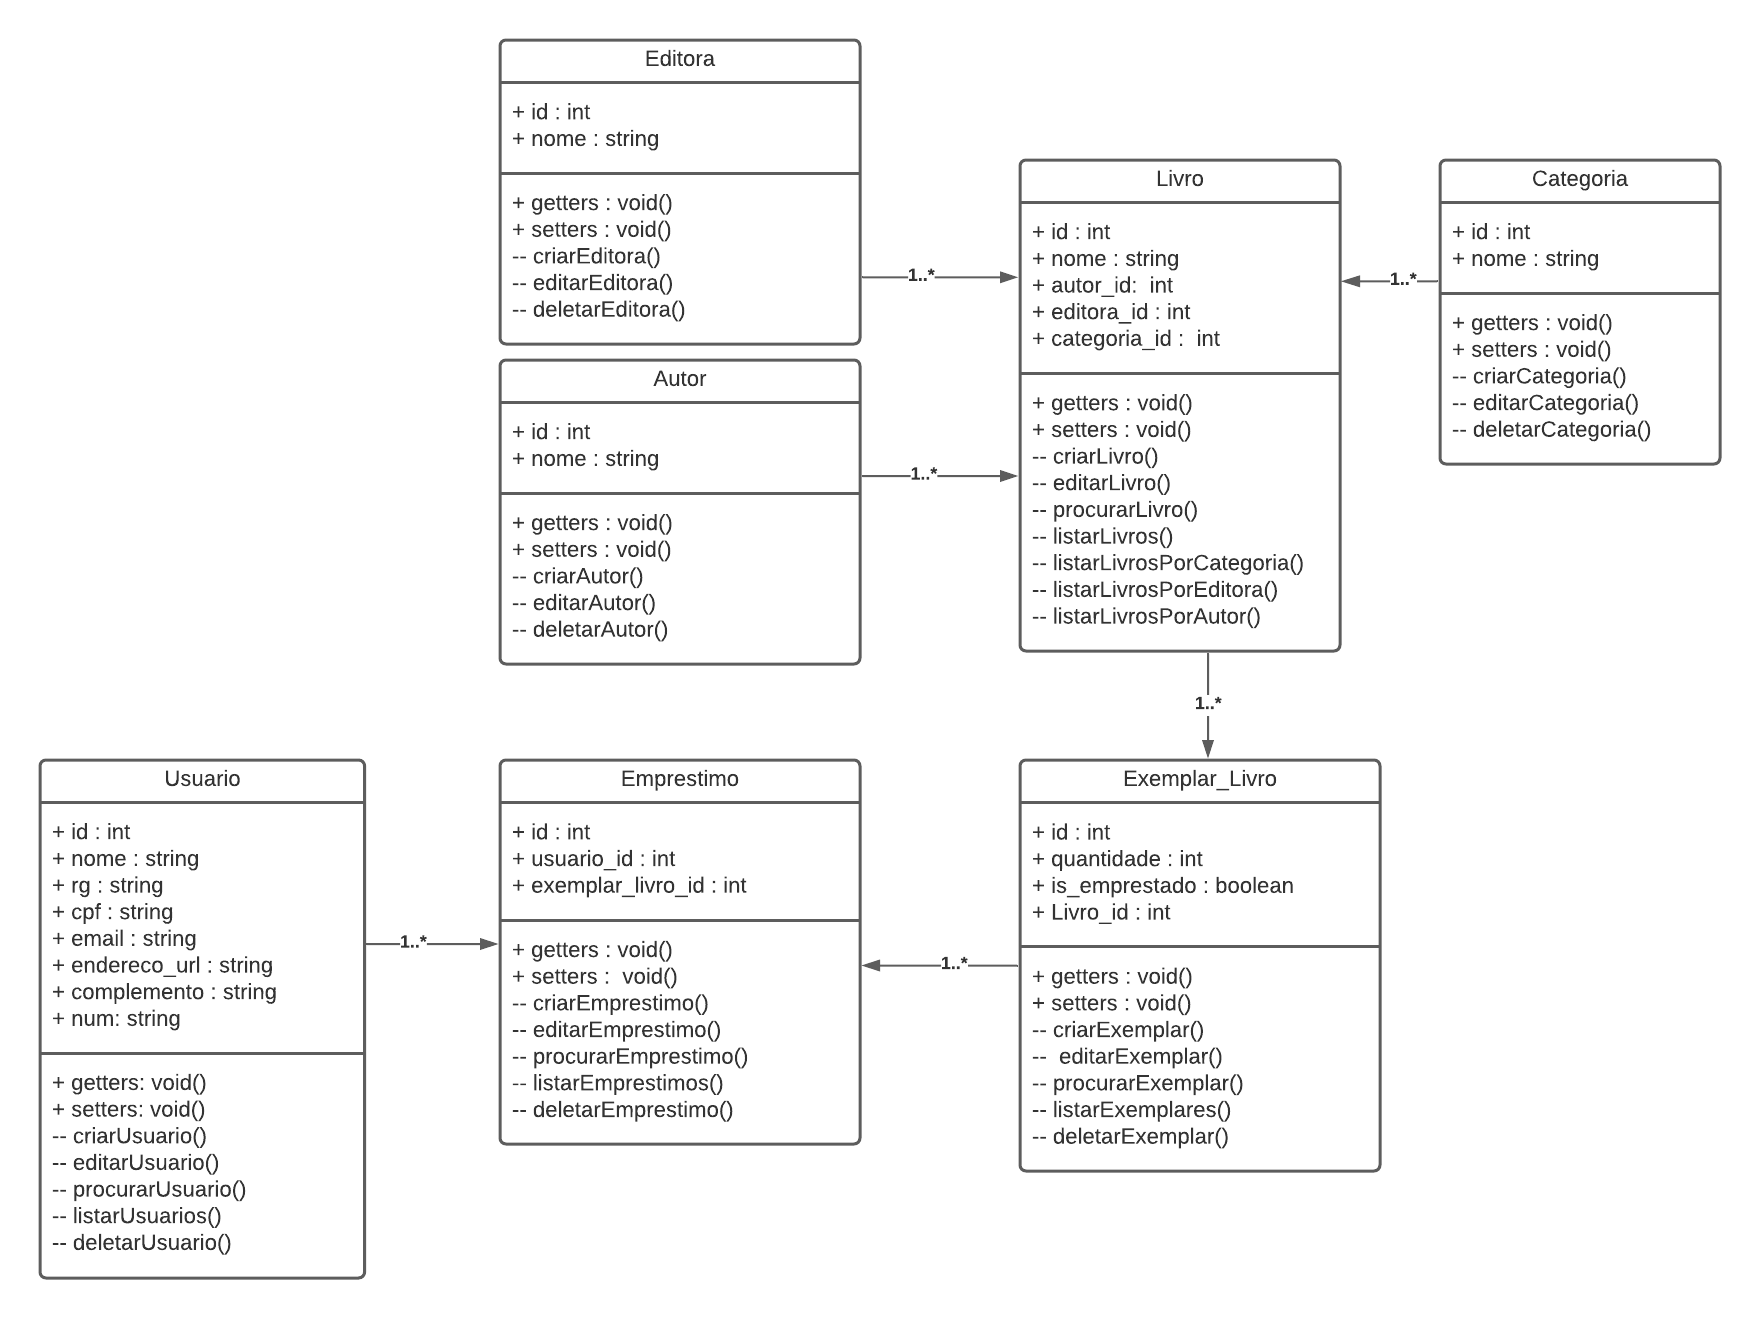 Editora
+ id : int
+ nome : string
+ getters : void()
+ setters : void()
-- criarEditora()
-- editarEditora()
-- deletarEditora()
1..*
Livro
+ id : int
+ nome : string
+ autor_id:  int
+ editora_id : int
+ categoria_id :  int
+ getters : void()
+ setters : void()
-- criarLivro()
-- editarLivro()
-- procurarLivro()
-- listarLivros()
-- listarLivrosPorCategoria()
-- listarLivrosPorEditora()
-- listarLivrosPorAutor()
1..*
Categoria
+ id : int
+ nome : string
+ getters : void()
+ setters : void()
-- criarCategoria()
-- editarCategoria()
-- deletarCategoria()
Autor
+ id : int
+ nome : string
+ getters : void()
+ setters : void()
-- criarAutor()
-- editarAutor()
-- deletarAutor()
1..*
1..*
Usuario
+ id : int
+ nome : string
+ rg : string
+ cpf : string
+ email : string
+ endereco_url : string
+ complemento : string
+ num: string
+ getters: void()
+ setters: void()
-- criarUsuario()
-- editarUsuario()
-- procurarUsuario()
-- listarUsuarios()
-- deletarUsuario()
1..*
Emprestimo
+ id : int
+ usuario_id : int
+ exemplar_livro_id : int
+ getters : void()
+ setters :  void()
-- criarEmprestimo()
-- editarEmprestimo()
-- procurarEmprestimo()
-- listarEmprestimos()
-- deletarEmprestimo()
1..*
Exemplar_Livro
+ id : int
+ quantidade : int
+ is_emprestado : boolean
+ Livro_id : int
+ getters : void()
+ setters : void()
-- criarExemplar()
--  editarExemplar()
-- procurarExemplar()
-- listarExemplares()
-- deletarExemplar()